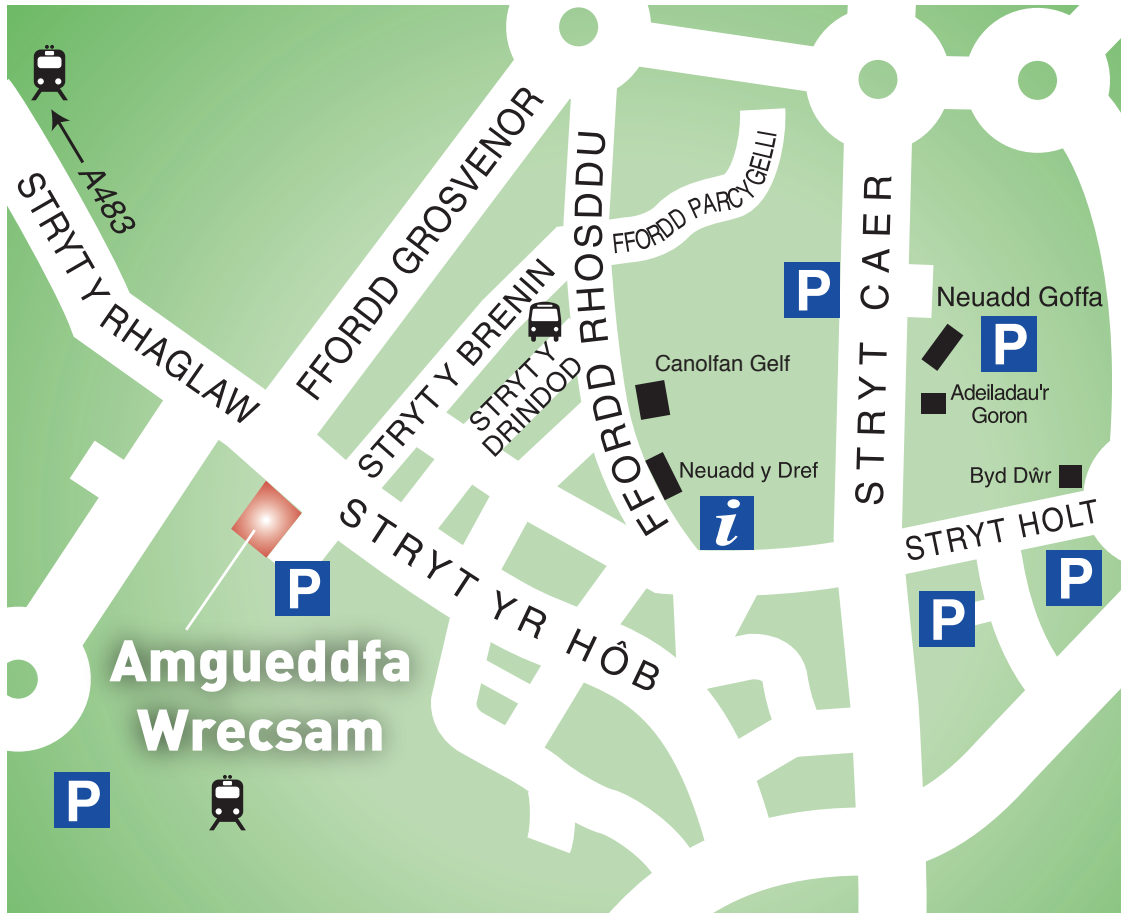 A483
STRYT Y RHAGLAW
FFORDD GROSVENOR
FFORDD RHOSDDU
FFORDD PARCYGELLI
STRYT Y BRENIN
STRYT Y
DRINDOD
STRYT CAER
P
Neuadd Goffa
P
Canolfan Gelf
Adeiladau'r
Goron
Neuadd y Dref
Byd Dŵr
i
STRYT HOLT
STRYT YR HÔB
P
P
P
Amgueddfa
Wrecsam
P